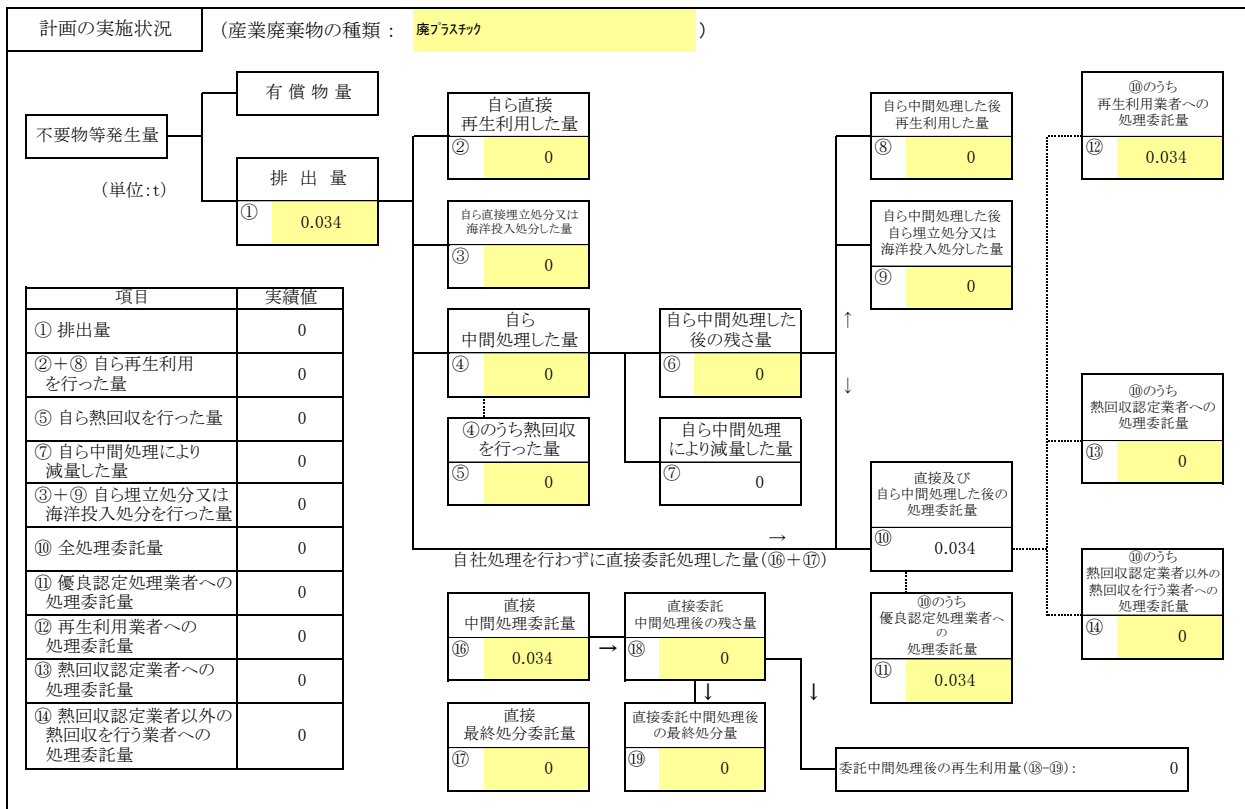 計画の実施状況
(産業廃棄物の種類： 廃プラスチック )
不要物等発生量
(単位:t)
有償物量
排出量
① 0.034
自ら直接
再生利用した量
② 0
自ら直接埋立処分又は
海洋投入処分した量
③ 0
自ら
中間処理した量
④ 0
④のうち熱回収
を行った量
⑤ 0
自ら中間処理した
後の残さ量
⑥ 0
自ら中間処理
により減量した量
⑦ 0
自ら中間処理した後
再生利用した量
⑧ 0
自ら中間処理した後
自ら埋立処分又は
海洋投入処分した量
⑨ 0
↑
↓
直接及び
自ら中間処理した後の
処理委託量
⑩ 0.034
→
自社処理を行わずに直接委託処理した量(⑯+⑰)
⑩のうち
優良認定処理業者へ
の
処理委託量
⑪ 0.034
⑩のうち
再生利用業者への
処理委託量
⑫ 0.034
⑩のうち
熱回収認定業者への
処理委託量
⑬ 0
⑩のうち
熱回収認定業者以外の
熱回収を行う業者への
処理委託量
⑭ 0
直接
中間処理委託量
⑯ 0.034
→
直接委託
中間処理後の残さ量
⑱ 0
↓
↓
直接
最終処分委託量
⑰ 0
直接委託中間処理後
の最終処分量
⑲ 0
委託中間処理後の再生利用量(⑱-⑲)： 0
項目 実績値
① 排出量 0
②+⑧ 自ら再生利用
を行った量 0
⑤ 自ら熱回収を行った量 0
⑦ 自ら中間処理により
減量した量 0
③+⑨ 自ら埋立処分又は
海洋投入処分を行った量 0
⑩ 全処理委託量 0
⑪ 優良認定処理業者への
処理委託量 0
⑫ 再生利用業者への
処理委託量 0
⑬ 熱回収認定業者への
処理委託量 0
⑭ 熱回収認定業者以外の
熱回収を行う業者への
処理委託量 0